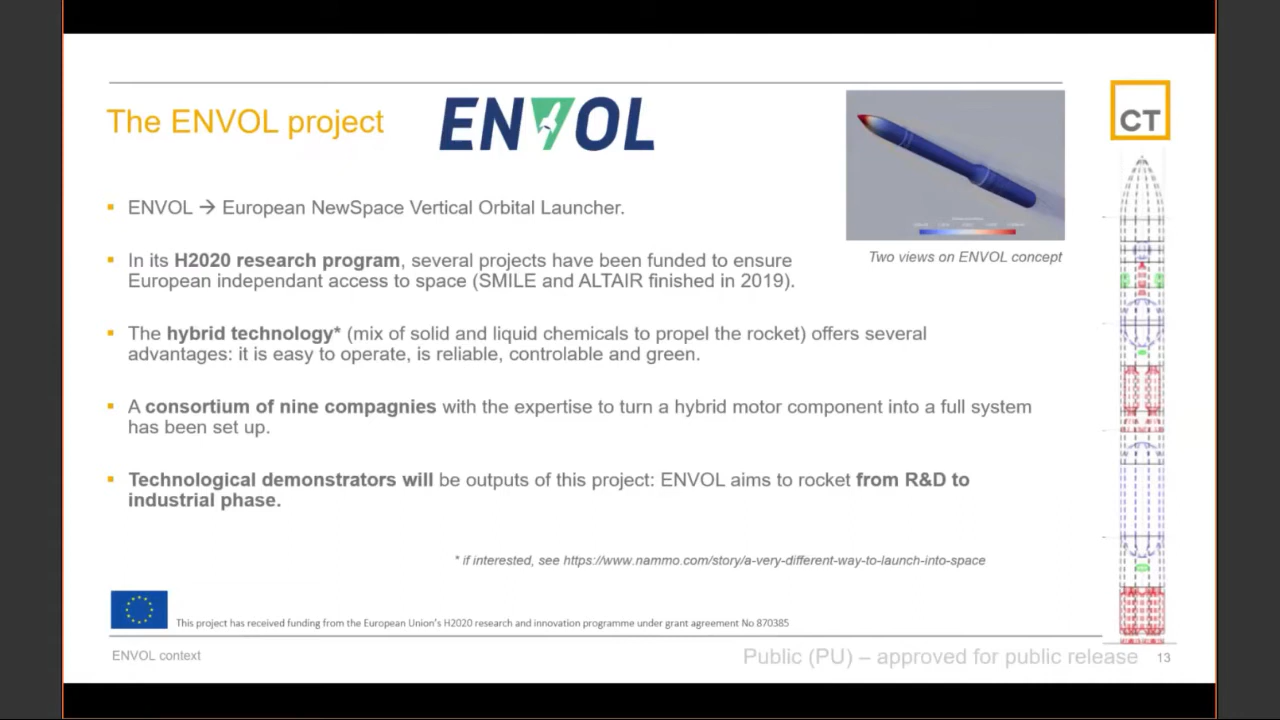 The ENVOL project
ENVOL
CT
▪ ENVOL → European NewSpace Vertical Orbital Launcher.
Two views on ENVOL concept
▪ In its H2020 research program, several projects have been funded to ensure
European independant access to space (SMILE and ALTAIR finished in 2019).
▪ The hybrid technology* (mix of solid and liquid chemicals to propel the rocket) offers several
advantages: it is easy to operate, is reliable, controlable and green.
▪ A consortium of nine compagnies with the expertise to turn a hybrid motor component into a full system
has been set up.
▪ Technological demonstrators will be outputs of this project: ENVOL aims to rocket from R&D to
industrial phase.
* if interested, see https://www.nammo.com/story/a-very-different-way-to-launch-into-space
This project has received funding from the European Union's H2020 research and innovation programme under grant agreement No 870385
ENVOL context
Public (PU) – approved for public release 13